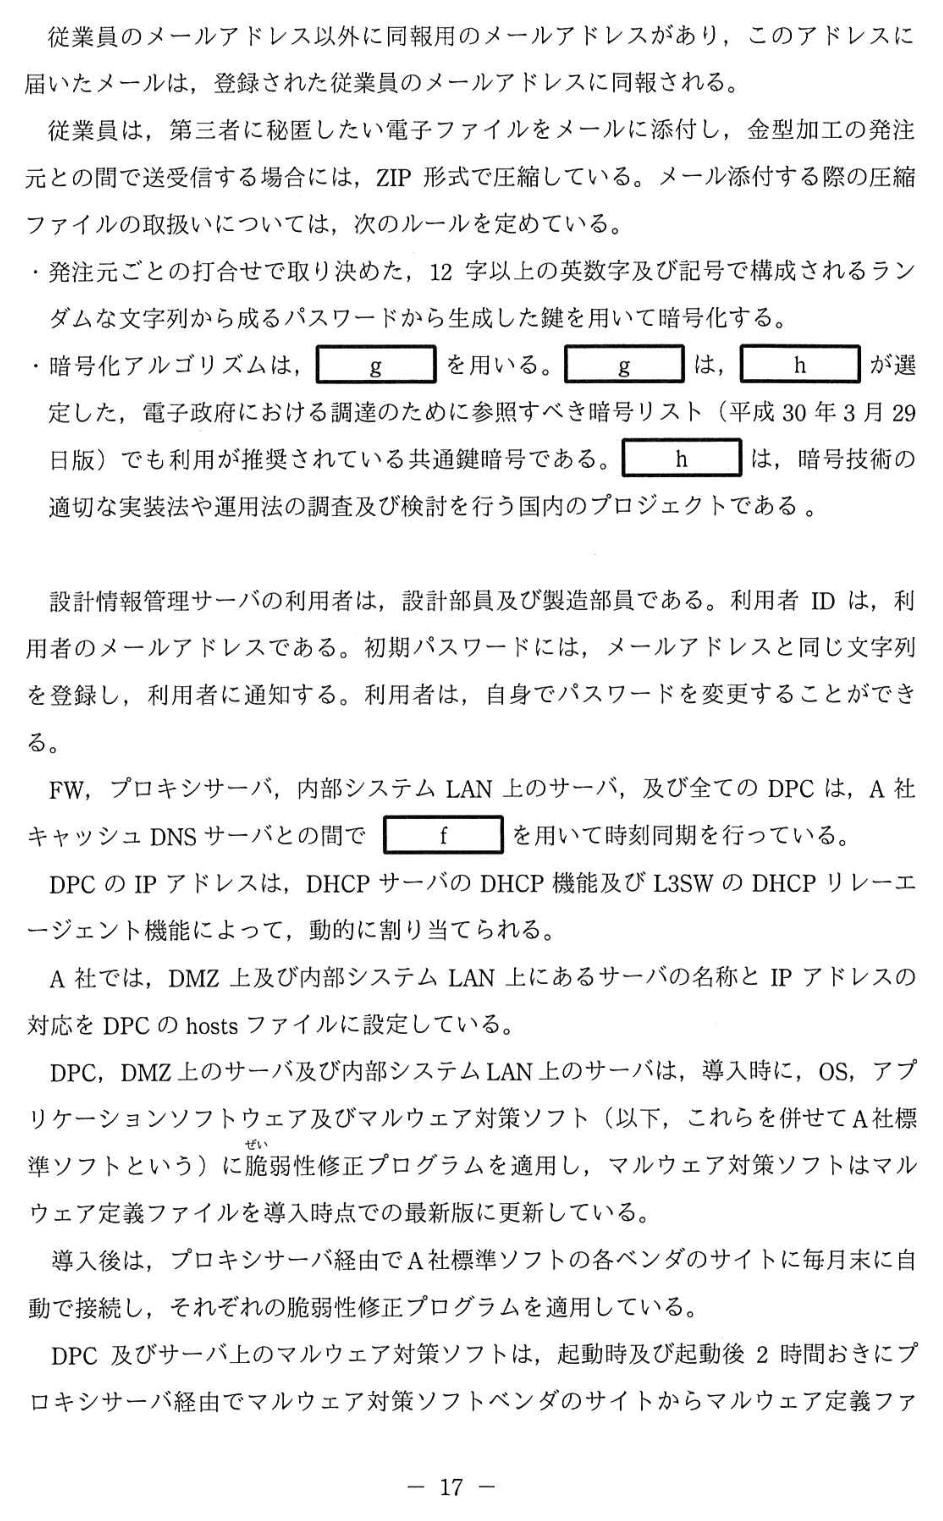 従業員のメールアドレス以外に同報用のメールアドレスがあり，このアドレスに
届いたメールは，登録された従業員のメールアドレスに同報される。
従業員は，第三者に秘匿したい電子ファイルをメールに添付し，金型加工の発注
元との間で送受信する場合には，ZIP 形式で圧縮している。メール添付する際の圧縮
ファイルの取扱いについては，次のルールを定めている。
・発注元ごとの打合せで取り決めた，12 字以上の英数字及び記号で構成されるラン
ダムな文字列から成るパスワードから生成した鍵を用いて暗号化する。
・暗号化アルゴリズムは， g を用いる。 g は， h が選
定した，電子政府における調達のために参照すべき暗号リスト（平成 30 年 3 月 29
日版）でも利用が推奨されている共通鍵暗号である。 h は，暗号技術の
適切な実装法や運用法の調査及び検討を行う国内のプロジェクトである。
設計情報管理サーバの利用者は，設計部員及び製造部員である。利用者 ID は，利
用者のメールアドレスである。初期パスワードには，メールアドレスと同じ文字列
を登録し，利用者に通知する。利用者は，自身でパスワードを変更することができ
る。
FW，プロキシサーバ，内部システム LAN 上のサーバ，及び全ての DPC は，A 社
キャッシュ DNS サーバとの間で f を用いて時刻同期を行っている。
DPC の IP アドレスは，DHCP サーバの DHCP 機能及び L3SW の DHCP リレーエ
ージェント機能によって，動的に割り当てられる。
A 社では，DMZ 上及び内部システム LAN 上にあるサーバの名称と IP アドレスの
対応を DPC の hosts ファイルに設定している。
DPC，DMZ 上のサーバ及び内部システム LAN 上のサーバは，導入時に，OS，アプ
リケーションソフトウェア及びマルウェア対策ソフト（以下，これらを併せて A 社標
ぜい
準ソフトという）に脆弱性修正プログラムを適用し，マルウェア対策ソフトはマル
ウェア定義ファイルを導入時点での最新版に更新している。
導入後は，プロキシサーバ経由で A 社標準ソフトの各ベンダのサイトに毎月末に自
動で接続し，それぞれの脆弱性修正プログラムを適用している。
DPC 及びサーバ上のマルウェア対策ソフトは，起動時及び起動後 2 時間おきにプ
ロキシサーバ経由でマルウェア対策ソフトベンダのサイトからマルウェア定義ファ
－ 17 －